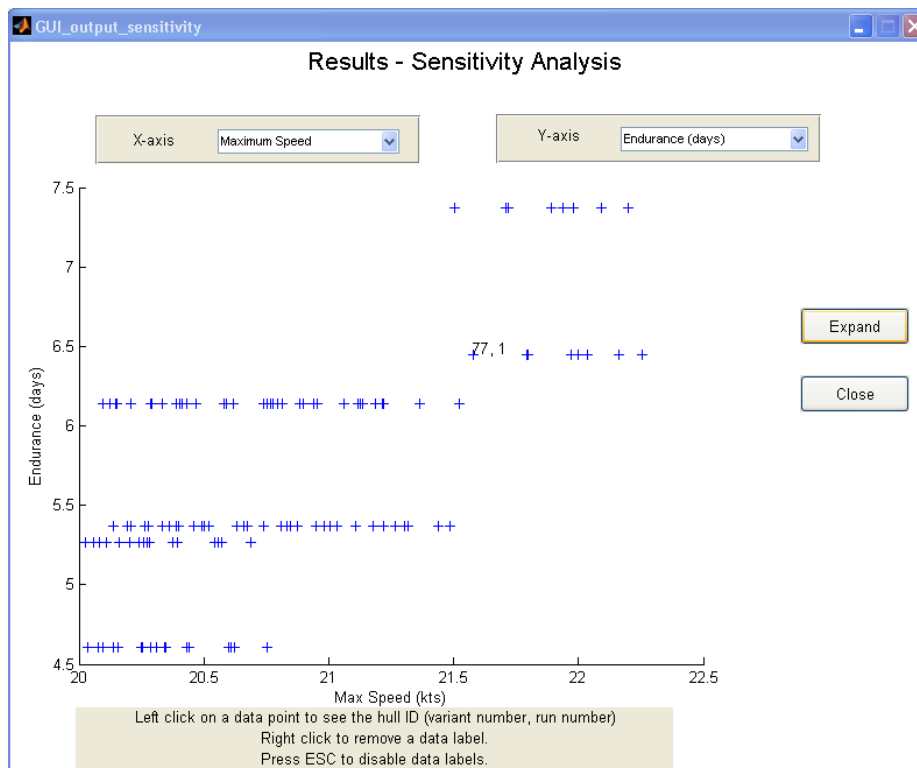 GUI_output_sensitivity
Results - Sensitivity Analysis
X-axis
Maximum Speed
Y-axis
Endurance (days)
7.5
7
6.5
6
5.5
5
4.5
Endurance (days)
77, 1
Expand
Close
20
20.5
21
21.5
22
22.5
Max Speed (kts)
Left click on a data point to see the hull ID (variant number, run number)
Right click to remove a data label.
Press ESC to disable data labels.